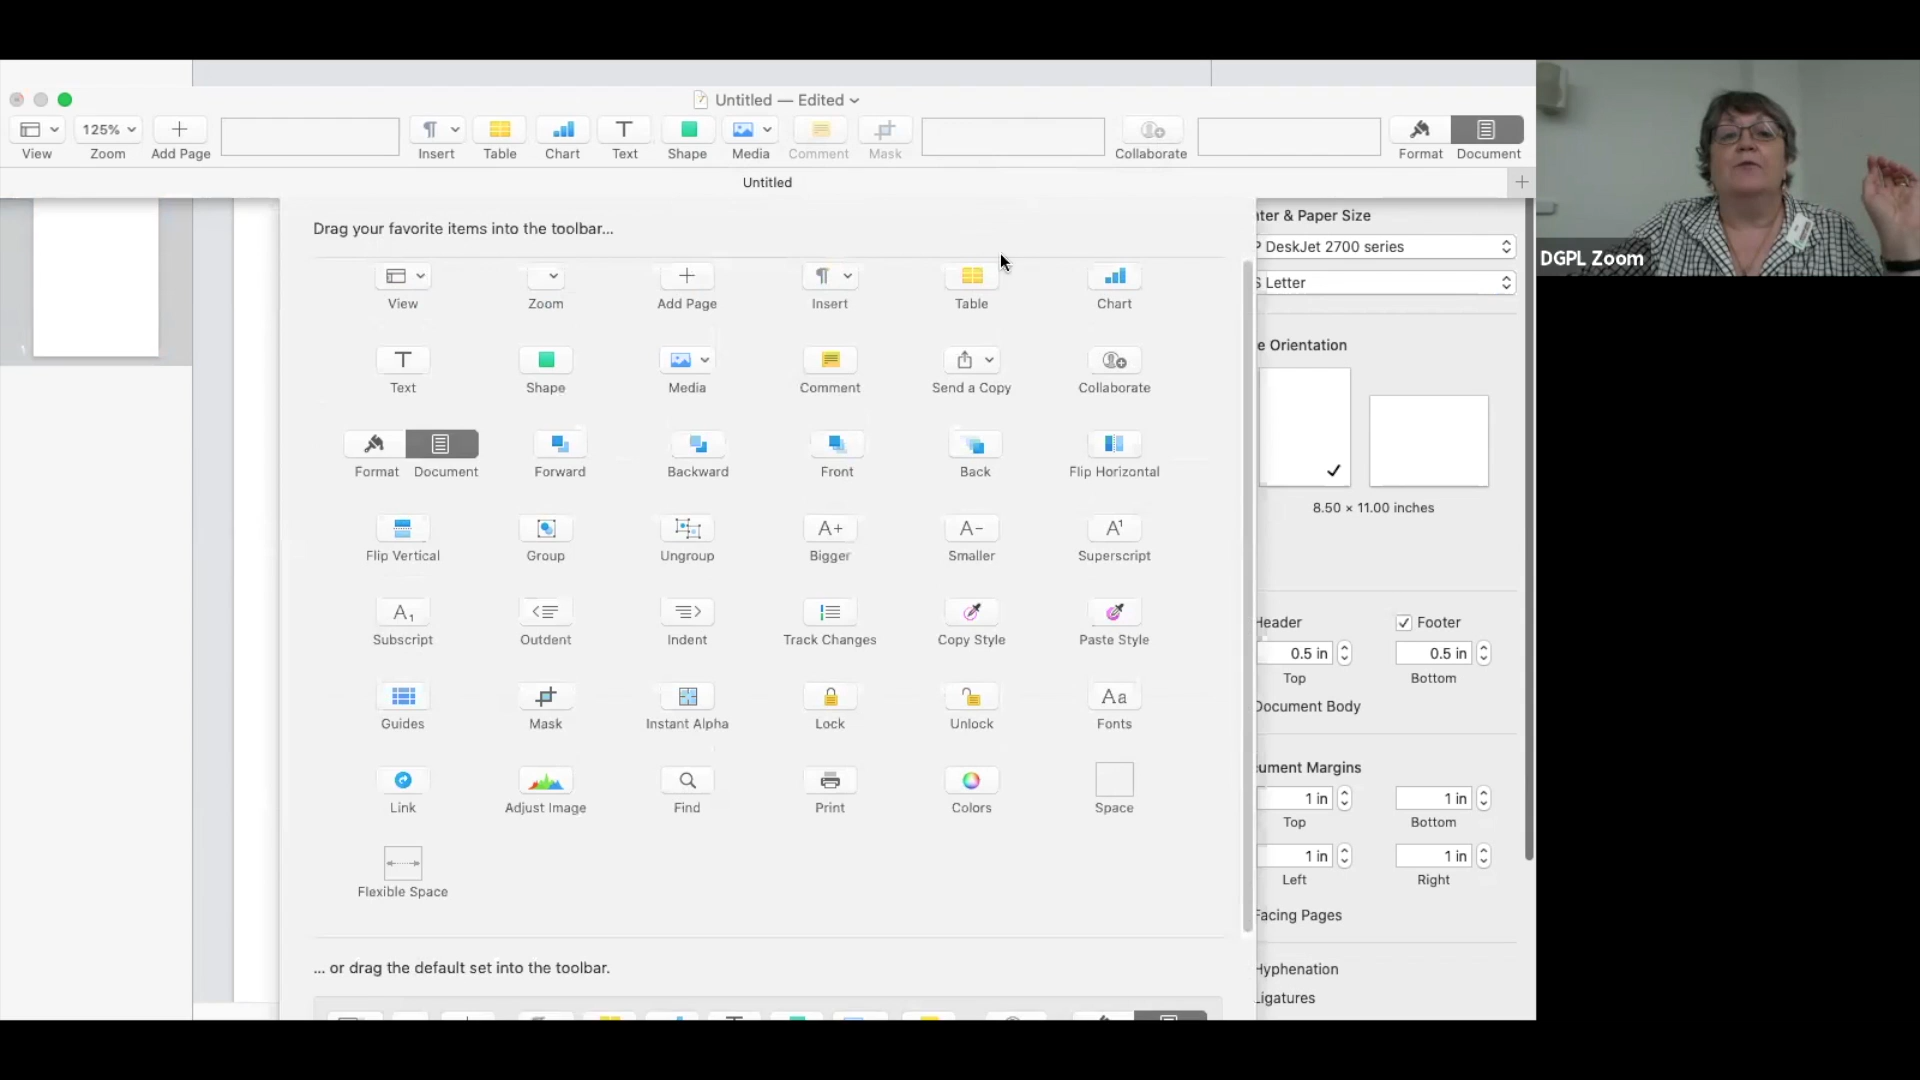 Untitled — Edited
125%
View Zoom Add Page Insert Table Chart Text Shape Media Comment Mask Collaborate Format Document
Untitled
Drag your favorite items into the toolbar...
View Zoom Add Page Insert Table Chart
Text Shape Media Comment Send a Copy Collaborate
Format Document Forward Backward Front Back Flip Horizontal
A+ A- A¹
Flip Vertical Group Ungroup Bigger Smaller Superscript
A₁
Subscript Outdent Indent Track Changes Copy Style Paste Style
Aa
Guides Mask Instant Alpha Lock Unlock Fonts
Link Adjust Image Find Print Colors Space
Flexible Space
... or drag the default set into the toolbar.
1
nter & Paper Size
P DeskJet 2700 series
S Letter
e Orientation
8.50 × 11.00 inches
Header Footer
0.5 in 0.5 in
Top Bottom
Document Body
ument Margins
1 in 1 in
Top Bottom
1 in 1 in
Left Right
Facing Pages
Hyphenation
Ligatures
DGPL Zoom